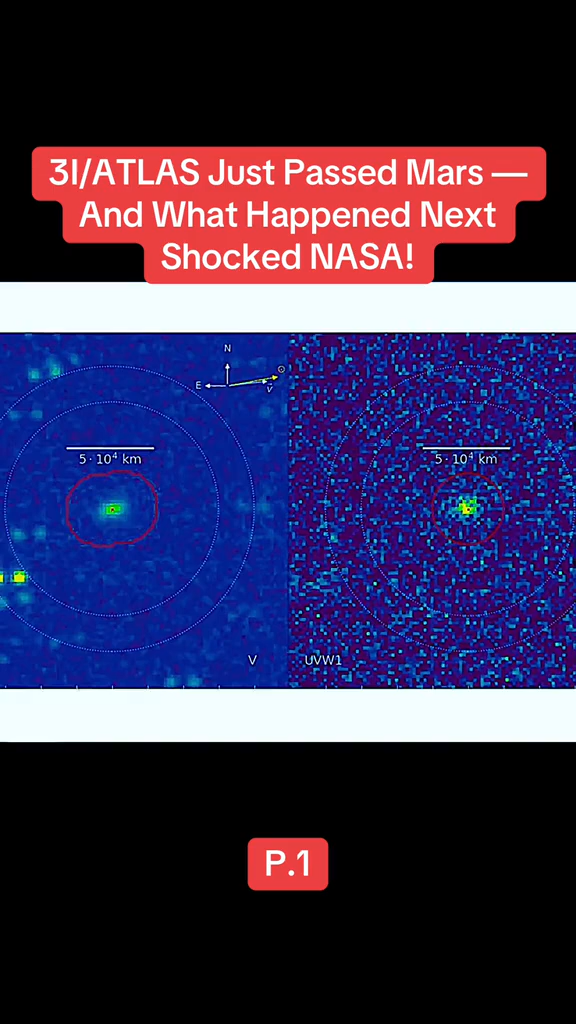 3I/ATLAS Just Passed Mars —
And What Happened Next
Shocked NASA!
N
E
⊙
v
5·10⁴ km
5·10⁴ km
V
UVW1
P.1